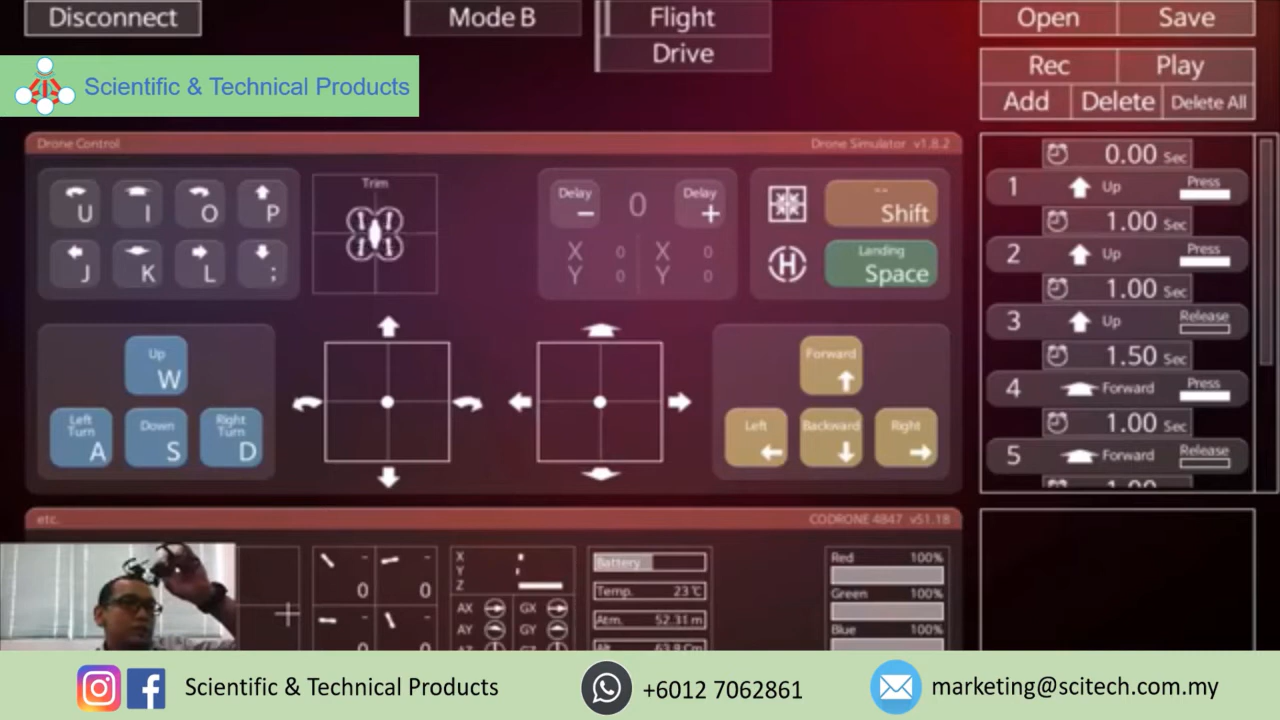 Disconnect
Mode B
Flight
Drive
Open
Save
Scientific & Technical Products
Rec
Play
Add
Delete
Delete All
Drone Control
Drone Simulator v1.8.2
U
I
O
P
J
K
L
;
Trim
Delay
−
0
Delay
+
X 0
X 0
Y 0
Y 0
--
Shift
H
Landing
Space
Up
W
Left
Turn
A
Down
S
Right
Turn
D
Forward
Left
Backward
Right
0.00 Sec
1 Up Press
1.00 Sec
2 Up Press
1.00 Sec
3 Up Release
1.50 Sec
4 Forward Press
1.00 Sec
5 Forward Release
etc.
CODRONE 4847 v51.18
-
0
-
0
-
-
X
Y
Z
AX
GX
AY
GY
Battery
Temp. 23℃
Atm. 52.31 m
Alt. 63.9 Cm
Red 100%
Green 100%
Blue 100%
Scientific & Technical Products
+6012 7062861
marketing@scitech.com.my